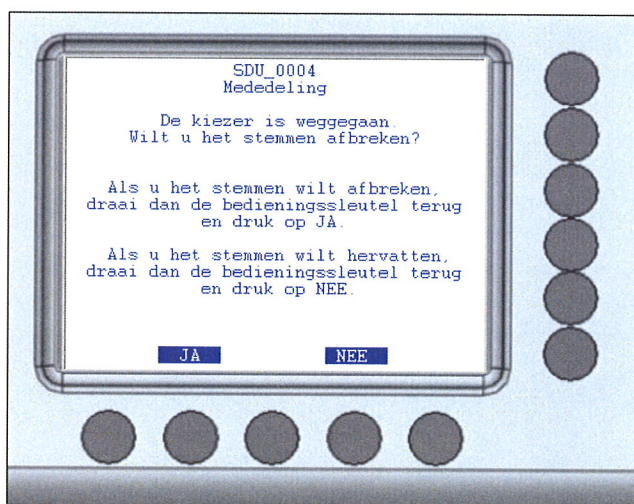 SDU_0004
Mededeling
De kiezer is weggegaan.
Wilt u het stemmen afbreken?
Als u het stemmen wilt afbreken,
draai dan de bedieningssleutel terug
en druk op JA.
Als u het stemmen wilt hervatten,
draai dan de bedieningssleutel terug
en druk op NEE.
JA NEE